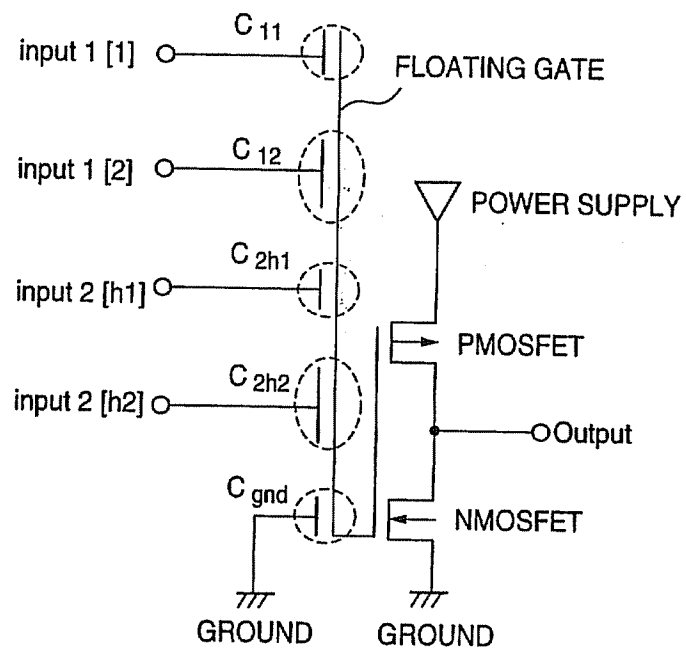 C 11
input 1 [1]
FLOATING GATE
C 12
input 1 [2]
POWER SUPPLY
C 2h1
input 2 [h1]
PMOSFET
C 2h2
input 2 [h2]
Output
C gnd
NMOSFET
GROUND GROUND